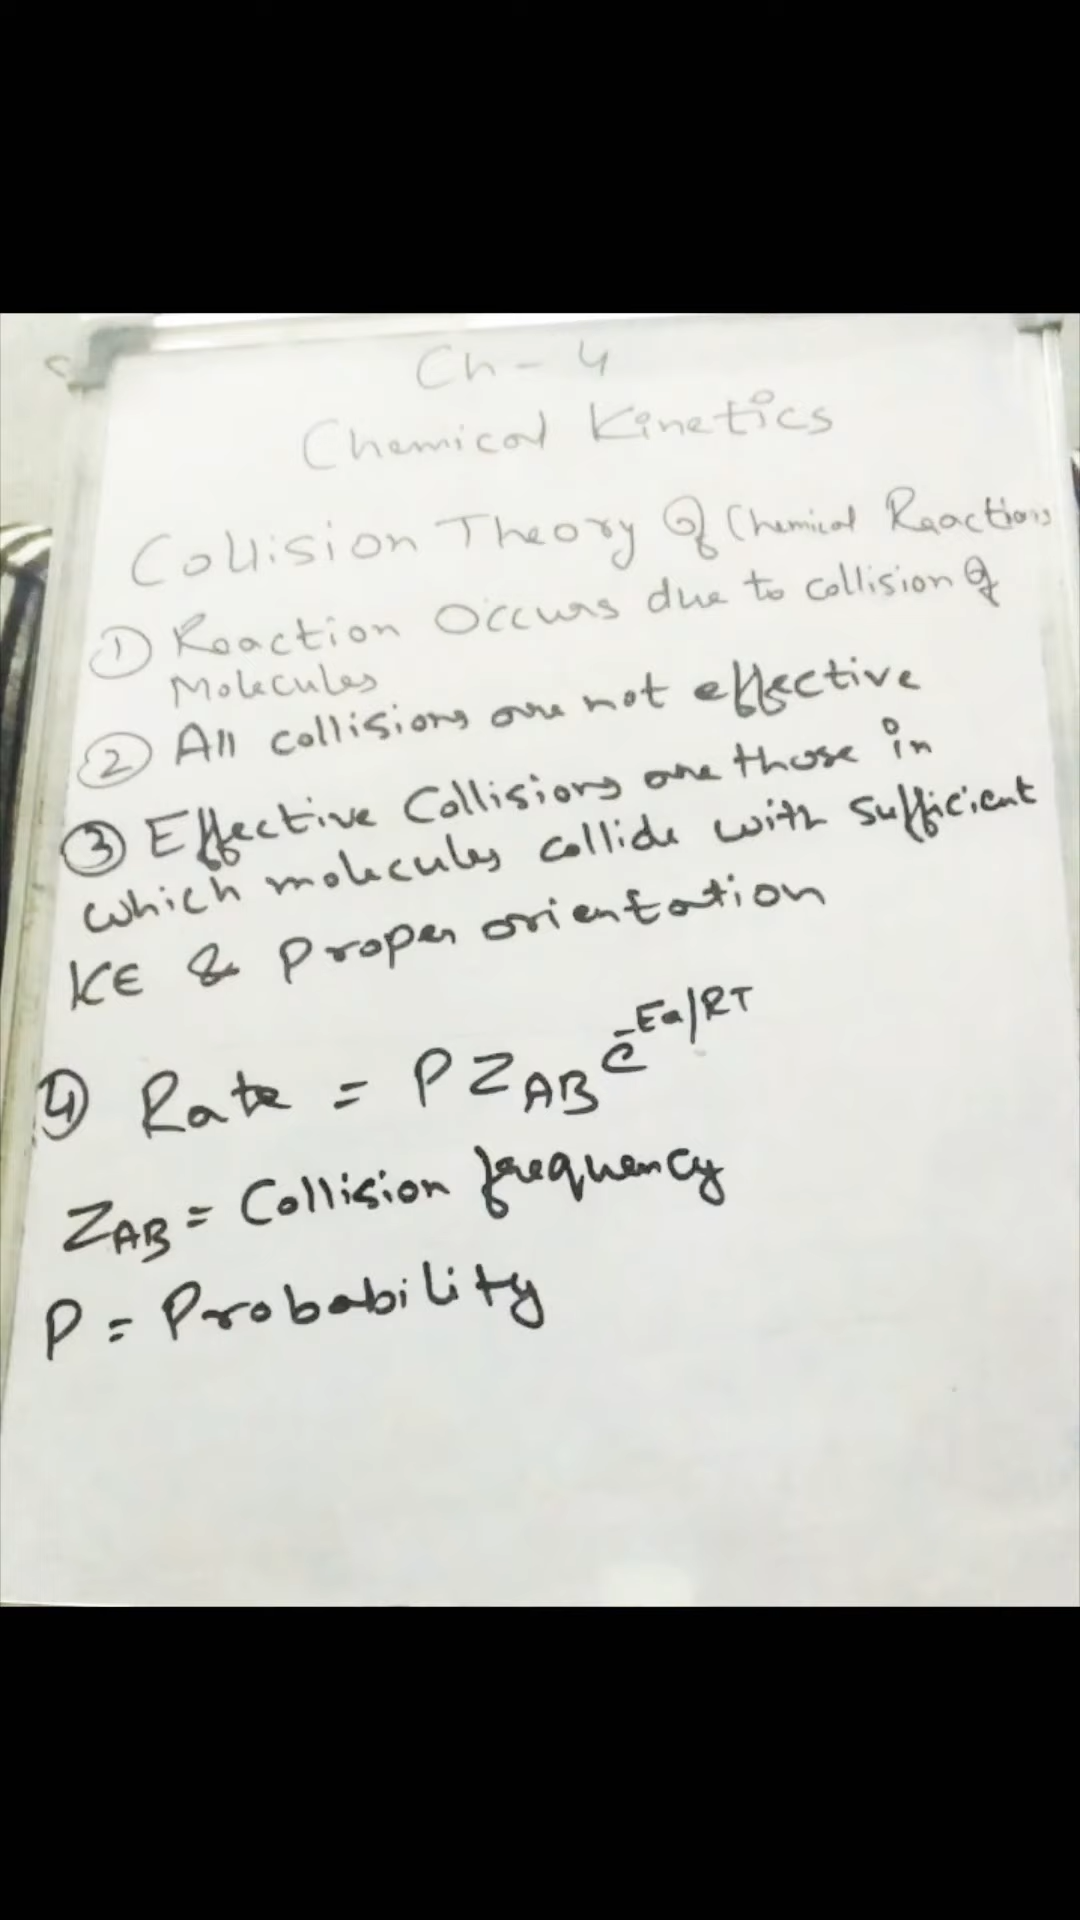 Ch - 4
Chemical Kinetics
Collision Theory Of Chemical Reactions
① Reaction Occurs due to collision of
Molecules
② All collisions are not effective
③ Effective Collisions are those in
which molecules collide with sufficient
KE & Proper orientation
④ Rate = P Z_AB e^-Ea/RT
Z_AB = Collision frequency
P = Probability